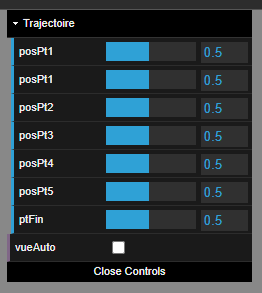 Trajectoire
posPt1 0.5
posPt1 0.5
posPt2 0.5
posPt3 0.5
posPt4 0.5
posPt5 0.5
ptFin 0.5
vueAuto
Close Controls